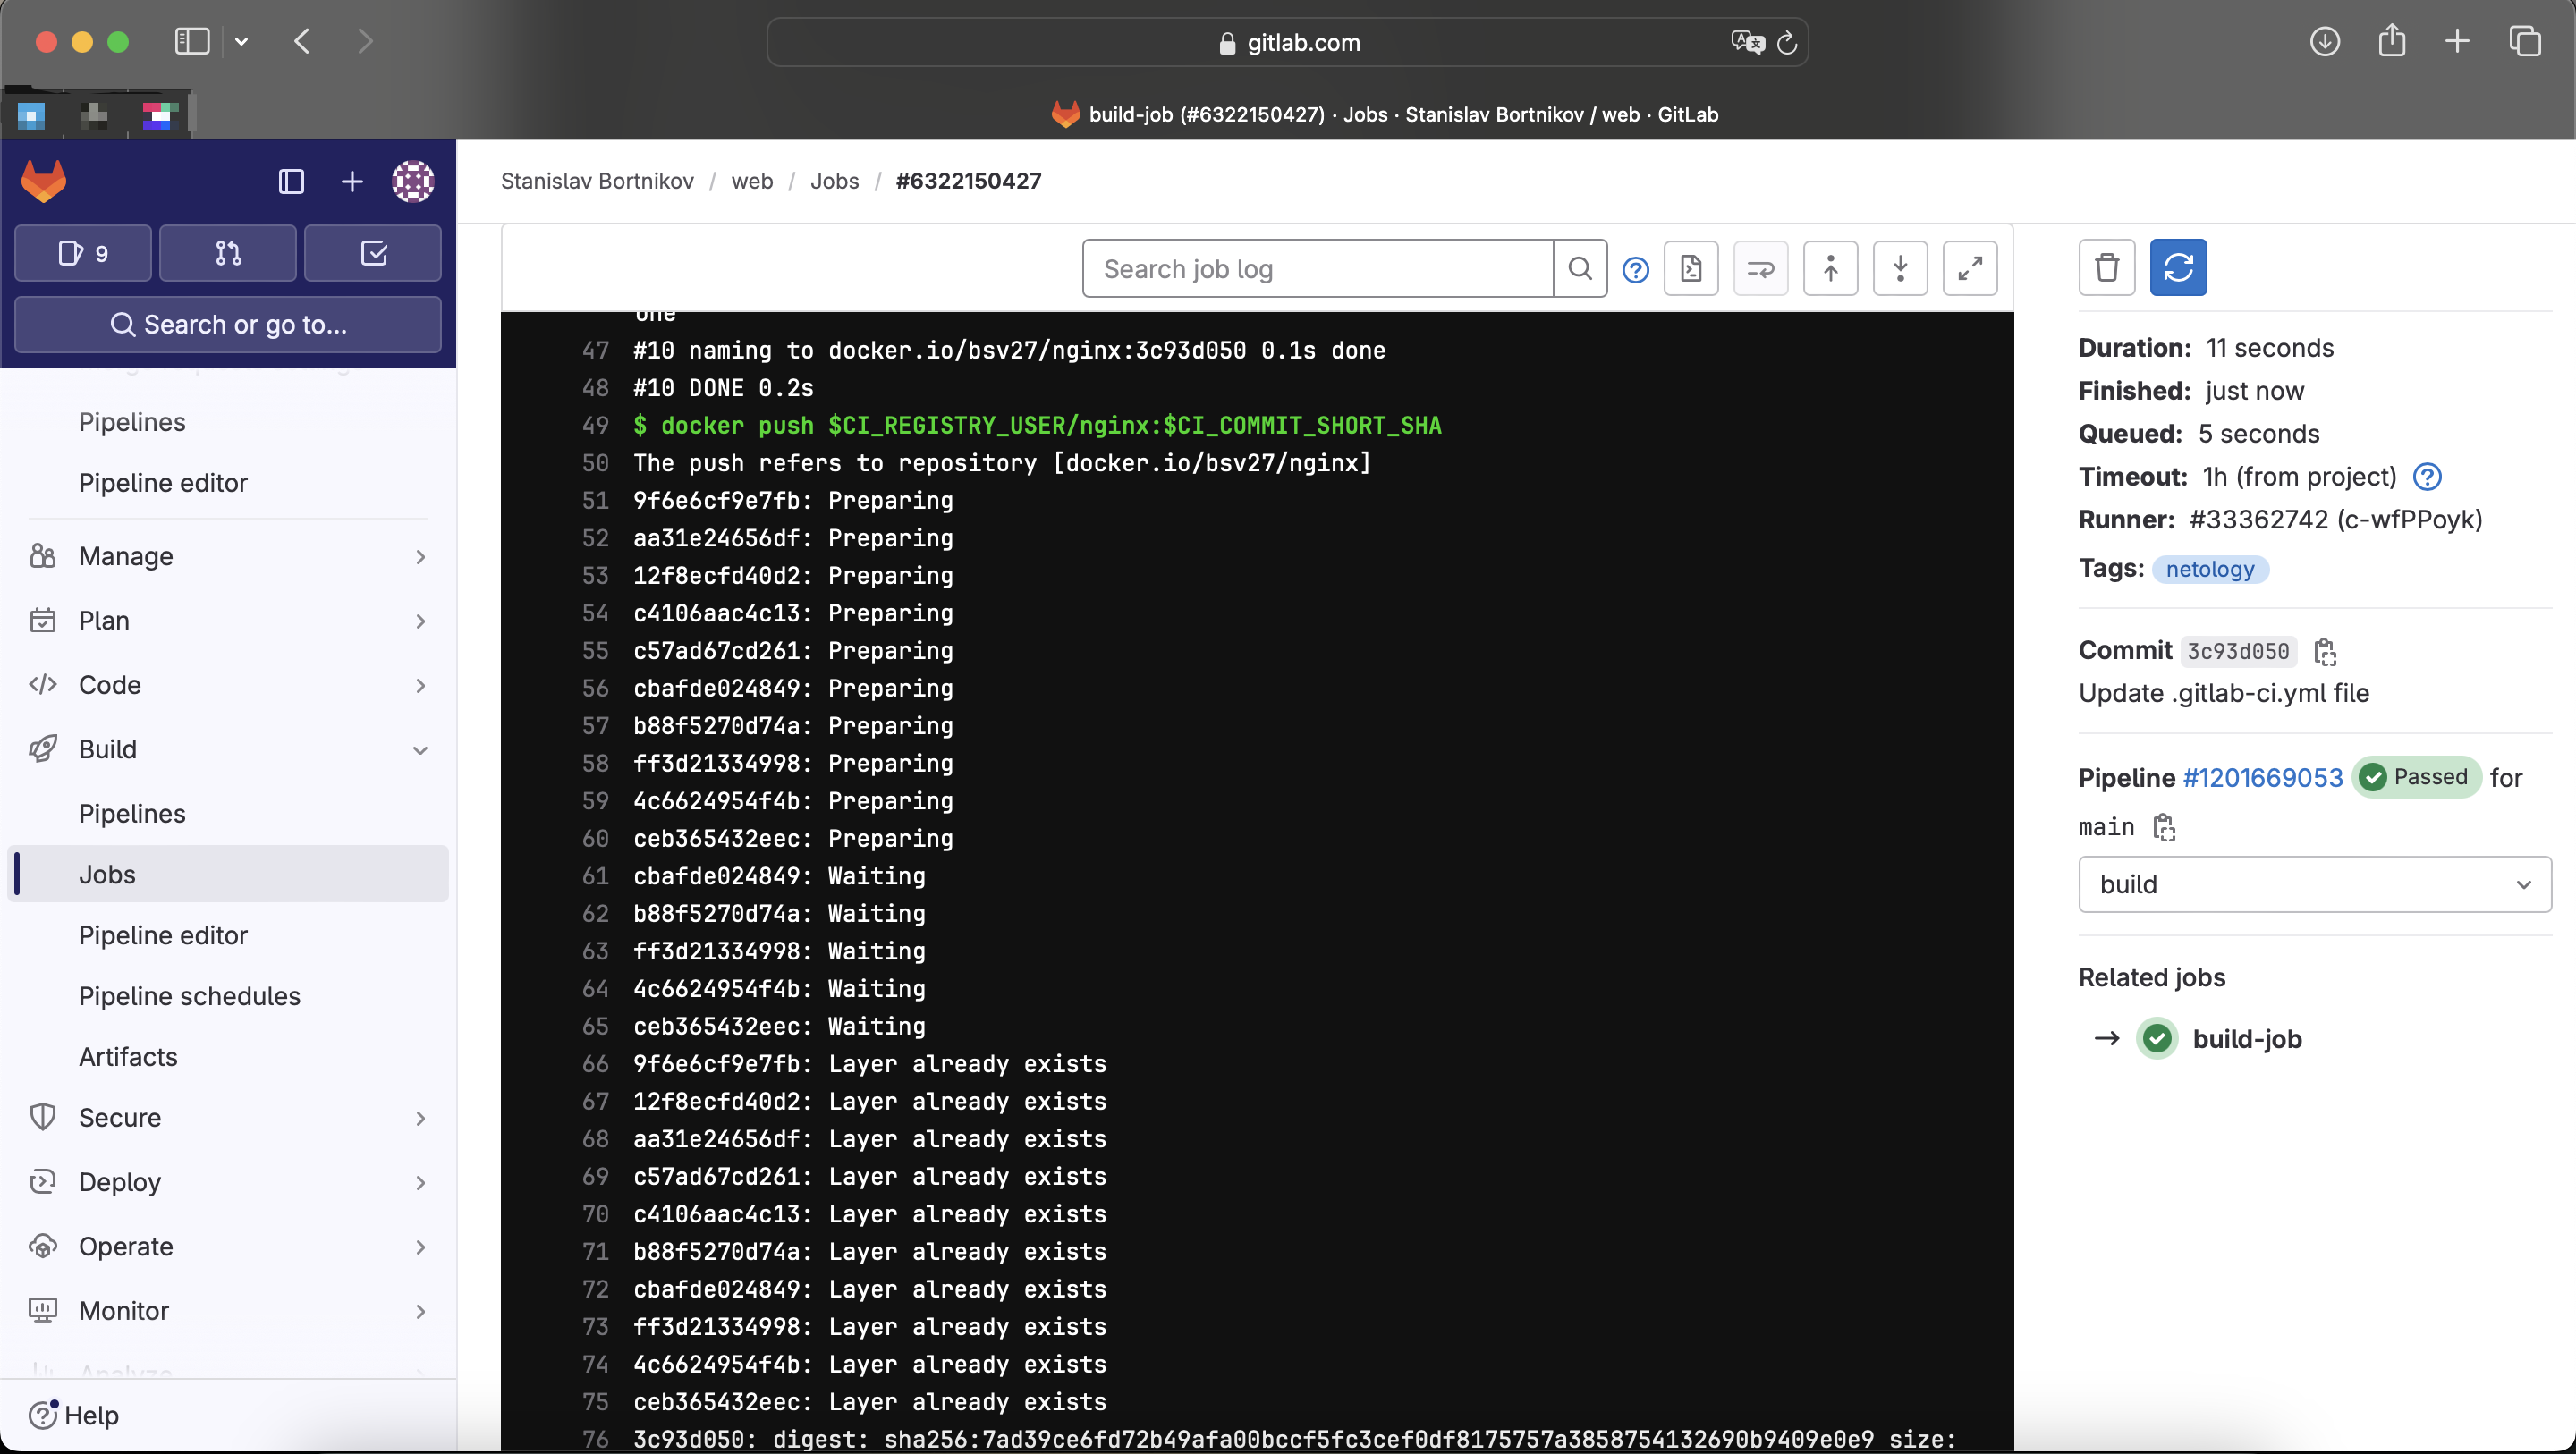 gitlab.com
build-job (#6322150427) · Jobs · Stanislav Bortnikov / web · GitLab
9
Search or go to...
Pipelines
Pipeline editor
Manage
Plan
Code
Build
Pipelines
Jobs
Pipeline editor
Pipeline schedules
Artifacts
Secure
Deploy
Operate
Monitor
Analyze
Help
Stanislav Bortnikov / web / Jobs / #6322150427
Search job log
one
47 #10 naming to docker.io/bsv27/nginx:3c93d050 0.1s done
48 #10 DONE 0.2s
49 $ docker push $CI_REGISTRY_USER/nginx:$CI_COMMIT_SHORT_SHA
50 The push refers to repository [docker.io/bsv27/nginx]
51 9f6e6cf9e7fb: Preparing
52 aa31e24656df: Preparing
53 12f8ecfd40d2: Preparing
54 c4106aac4c13: Preparing
55 c57ad67cd261: Preparing
56 cbafde024849: Preparing
57 b88f5270d74a: Preparing
58 ff3d21334998: Preparing
59 4c6624954f4b: Preparing
60 ceb365432eec: Preparing
61 cbafde024849: Waiting
62 b88f5270d74a: Waiting
63 ff3d21334998: Waiting
64 4c6624954f4b: Waiting
65 ceb365432eec: Waiting
66 9f6e6cf9e7fb: Layer already exists
67 12f8ecfd40d2: Layer already exists
68 aa31e24656df: Layer already exists
69 c57ad67cd261: Layer already exists
70 c4106aac4c13: Layer already exists
71 b88f5270d74a: Layer already exists
72 cbafde024849: Layer already exists
73 ff3d21334998: Layer already exists
74 4c6624954f4b: Layer already exists
75 ceb365432eec: Layer already exists
76 3c93d050: digest: sha256:7ad39ce6fd72b49afa00bccf5fc3cef0df8175757a3858754132690b9409e0e9 size:
Duration: 11 seconds
Finished: just now
Queued: 5 seconds
Timeout: 1h (from project)
Runner: #33362742 (c-wfPPoyk)
Tags: netology
Commit 3c93d050
Update .gitlab-ci.yml file
Pipeline #1201669053 Passed for
main
build
Related jobs
build-job